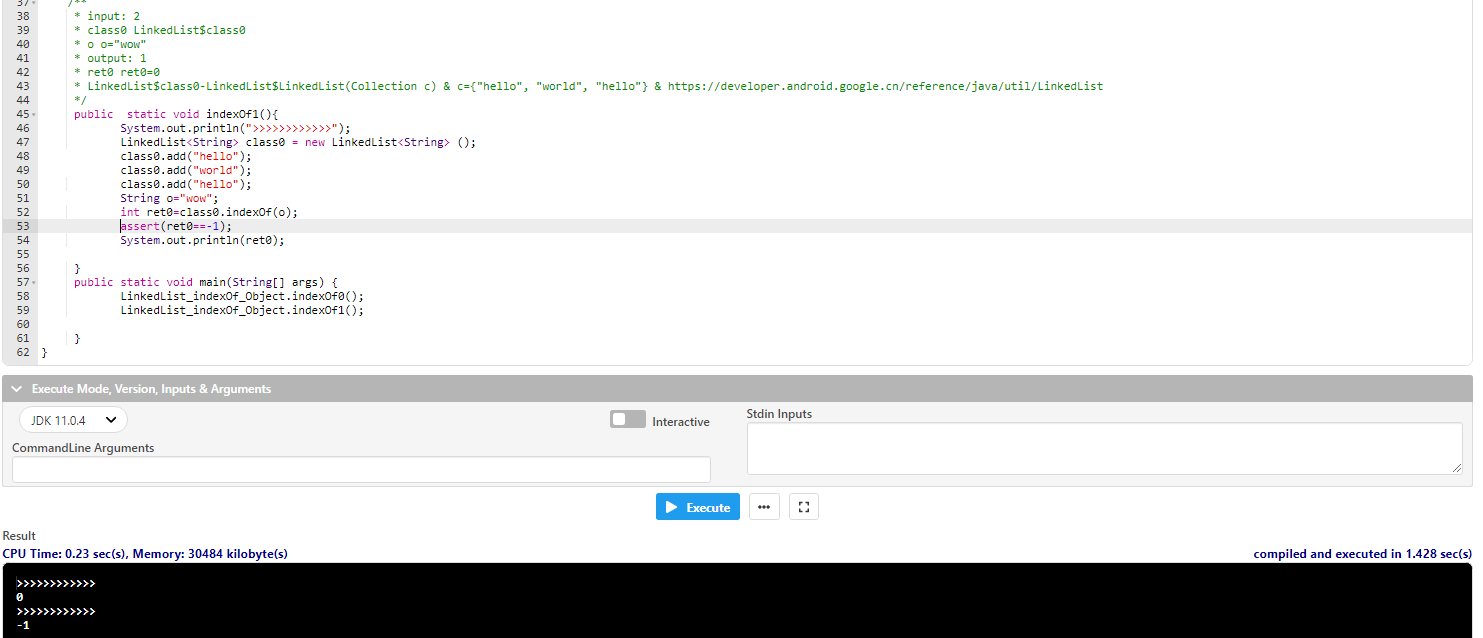 37 /**
38 * input: 2
39 * class0 LinkedList$class0
40 * o o="wow"
41 * output: 1
42 * ret0 ret0=0
43 * LinkedList$class0-LinkedList$LinkedList(Collection c) & c={"hello", "world", "hello"} & https://developer.android.google.cn/reference/java/util/LinkedList
44 */
45 public  static void indexOf1(){
46 System.out.println(">>>>>>>>>>>>");
47 LinkedList<String> class0 = new LinkedList<String> ();
48 class0.add("hello");
49 class0.add("world");
50 class0.add("hello");
51 String o="wow";
52 int ret0=class0.indexOf(o);
53 assert(ret0==-1);
54 System.out.println(ret0);
55
56 }
57 public static void main(String[] args) {
58 LinkedList_indexOf_Object.indexOf0();
59 LinkedList_indexOf_Object.indexOf1();
60
61 }
62 }
Execute Mode, Version, Inputs & Arguments
JDK 11.0.4
Interactive
Stdin Inputs
CommandLine Arguments
Execute
Result
CPU Time: 0.23 sec(s), Memory: 30484 kilobyte(s)
compiled and executed in 1.428 sec(s)
>>>>>>>>>>>>
0
>>>>>>>>>>>>
-1